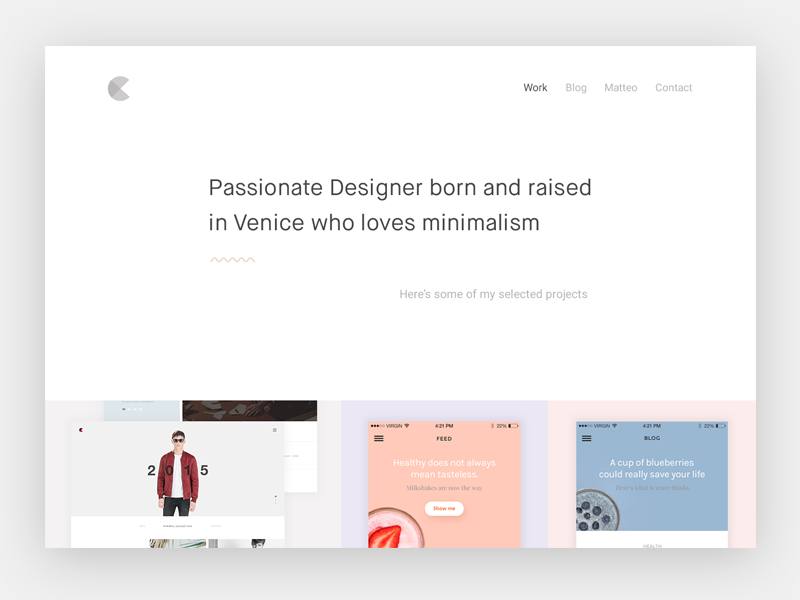 Work
Blog
Matteo
Contact
Passionate Designer born and raised
in Venice who loves minimalism
Here's some of my selected projects
2015
VIRGIN
4:21 PM
22%
FEED
Healthy does not always
mean tasteless.
Milkshakes are now the way
Show me
VIRGIN
4:21 PM
22%
BLOG
A cup of blueberries
could really save your life
HEALTH